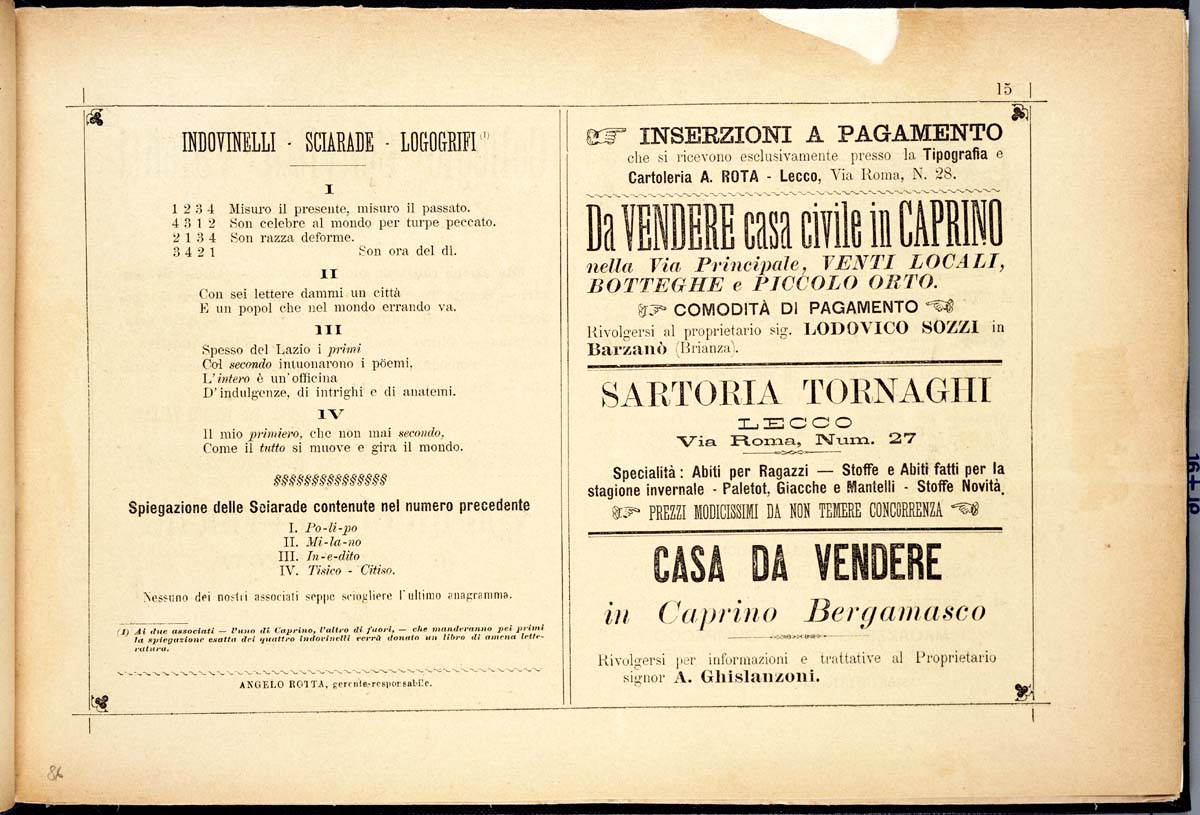 15
INDOVINELLI - SCIARADE - LOGOGRIFI (1)
I
1 2 3 4 Misuro il presente, misuro il passato.
4 3 1 2 Son celebre al mondo per turpe peccato.
2 1 3 4 Son razza deforme.
3 4 2 1 Son ora del dì.
II
Con sei lettere dammi un città
E un popol che nel mondo errando va.
III
Spesso del Lazio i primi
Col secondo intuonarono i pöemi,
L'intero è un'officina
D'indulgenze, di intrighi e di anatemi.
IV
Il mio primiero, che non mai secondo,
Come il tutto si muove e gira il mondo.
§§§§§§§§§§§§§§§
Spiegazione delle Sciarade contenute nel numero precedente
I. Po-li-po
II. Mi-la-no
III. In-e-dito
IV. Tisico - Citiso.
Nessuno dei nostri associati seppe sciogliere l'ultimo anagramma.
(1) Ai due associati — l'uno di Caprino, l'altro di fuori, — che manderanno pei primi
la spiegazione esatta dei quattro indovinelli verrà donato un libro di amena lette-
ratura.
ANGELO ROTTA, gerente-responsabile.
INSERZIONI A PAGAMENTO
che si ricevono esclusivamente presso la Tipografia e
Cartoleria A. ROTA - Lecco, Via Roma, N. 28.
Da VENDERE casa civile in CAPRINO
nella Via Principale, VENTI LOCALI,
BOTTEGHE e PICCOLO ORTO.
COMODITÀ DI PAGAMENTO
Rivolgersi al proprietario sig. LODOVICO SOZZI in
Barzanò (Brianza).
SARTORIA TORNAGHI
LECCO
Via Roma, Num. 27
Specialità: Abiti per Ragazzi — Stoffe e Abiti fatti per la
stagione invernale - Paletot, Giacche e Mantelli - Stoffe Novità.
PREZZI MODICISSIMI DA NON TEMERE CONCORRENZA
CASA DA VENDERE
in Caprino Bergamasco
Rivolgersi per informazioni e trattative al Proprietario
signor A. Ghislanzoni.
86